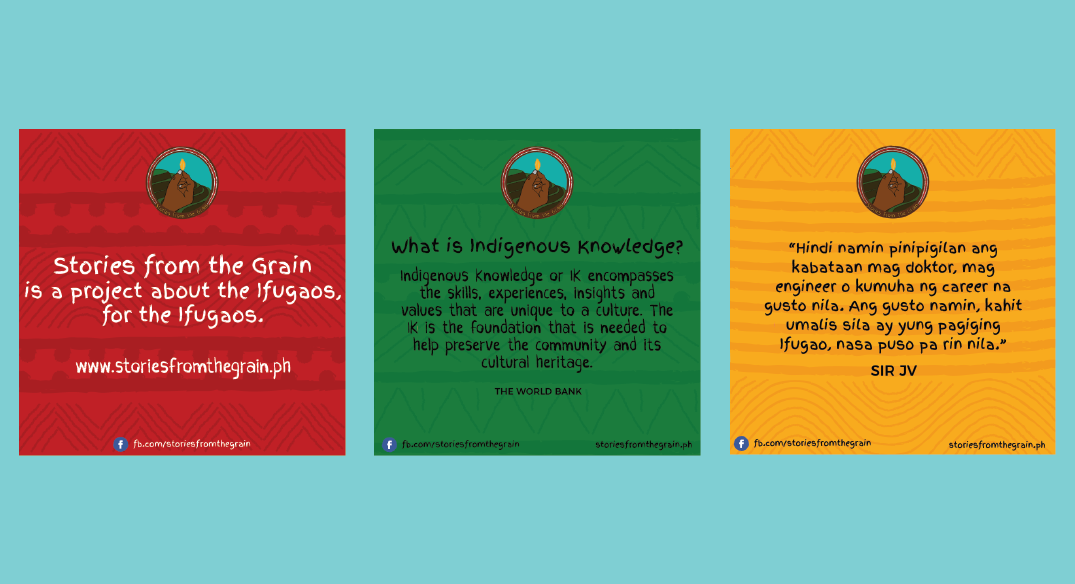 Stories from the Grain
is a project about the Ifugaos,
for the Ifugaos.
www.storiesfromthegrain.ph
fb.com/storiesfromthegrain
What is Indigenous Knowledge?
Indigenous Knowledge or IK encompasses
the skills, experiences, insights and
values that are unique to a culture. The
IK is the foundation that is needed to
help preserve the community and its
cultural heritage.
THE WORLD BANK
fb.com/storiesfromthegrain
storiesfromthegrain.ph
"Hindi namin pinipigilan ang
kabataan mag doktor, mag
engineer o kumuha ng career na
gusto nila. Ang gusto namin, kahit
umalis sila ay yung pagiging
Ifugao, nasa puso pa rin nila."
SIR JV
fb.com/storiesfromthegrain
storiesfromthegrain.ph